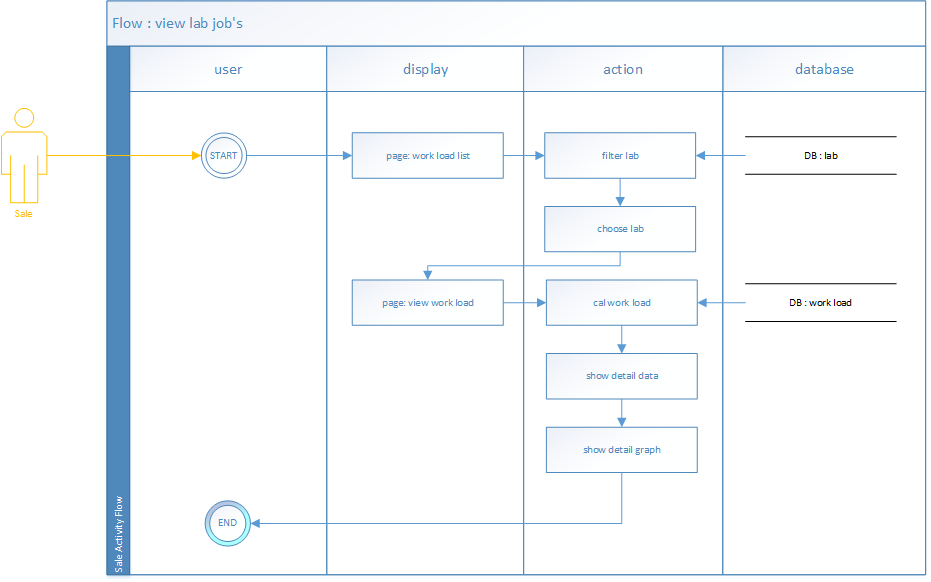 Flow : view lab job's
user
display
action
database
START
page: work load list
filter lab
DB : lab
Sale
choose lab
page: view work load
cal work load
DB : work load
show detail data
show detail graph
END
Sale Activity Flow